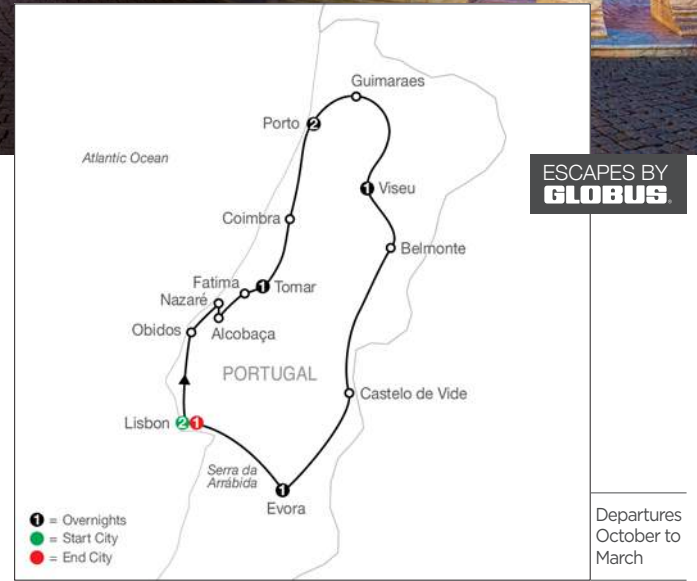 Guimaraes
Porto 2
Atlantic Ocean
ESCAPES BY
GLOBUS.
1 Viseu
Coimbra
Belmonte
Fatima
1 Tomar
Nazaré
Obidos
Alcobaça
PORTUGAL
Castelo de Vide
Lisbon 2 1
Serra da
Arrábida
1
Evora
1 = Overnights
= Start City
= End City
Departures
October to
March